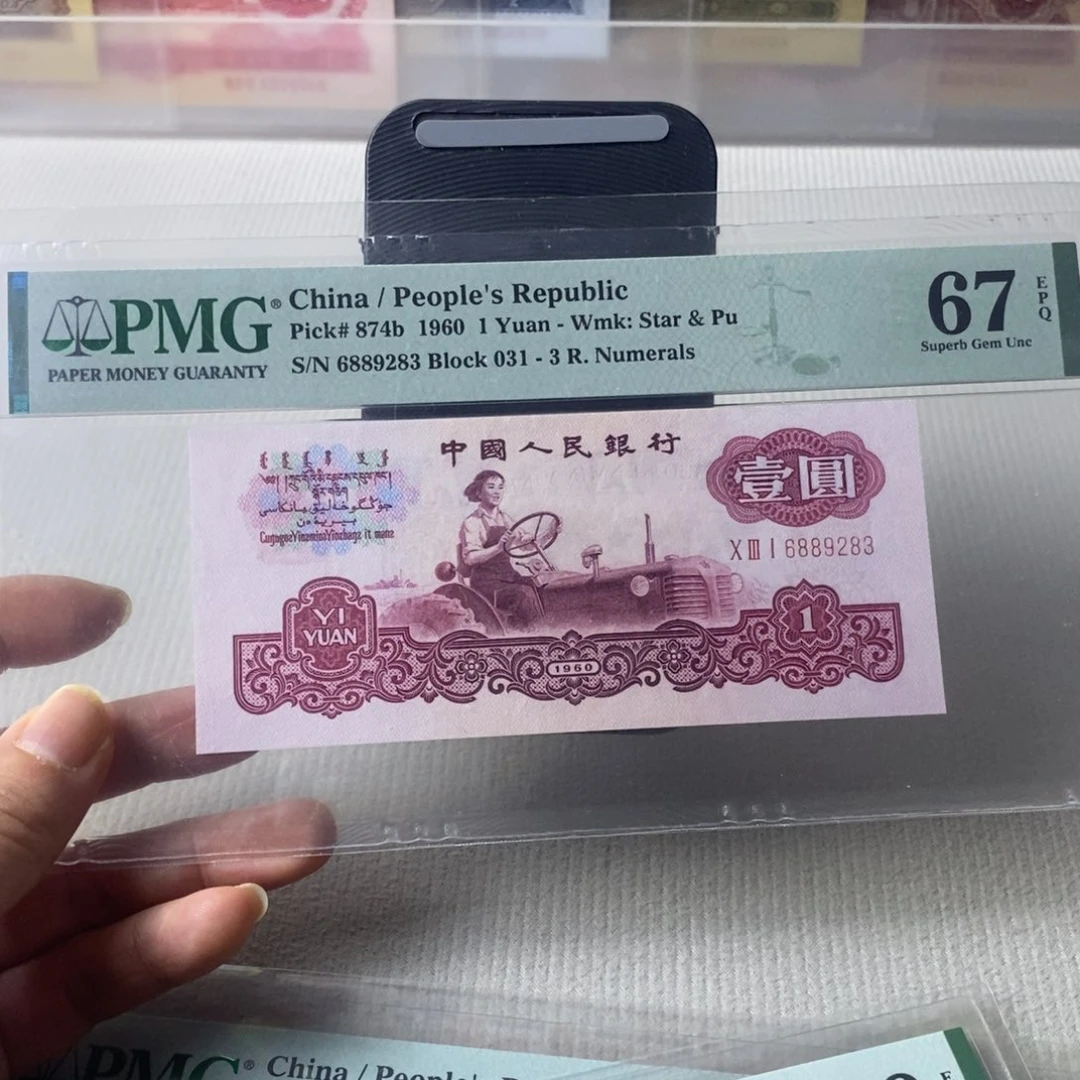 PMG®
PAPER MONEY GUARANTY
China / People's Republic
Pick# 874b 1960 1 Yuan - Wmk: Star & Pu
S/N 6889283 Block 031 - 3 R. Numerals
67
EPQ
Superb Gem Unc
中國人民銀行
壹圓
X III I 6889283
YI
YUAN
1960
1
PMG®
China / People's